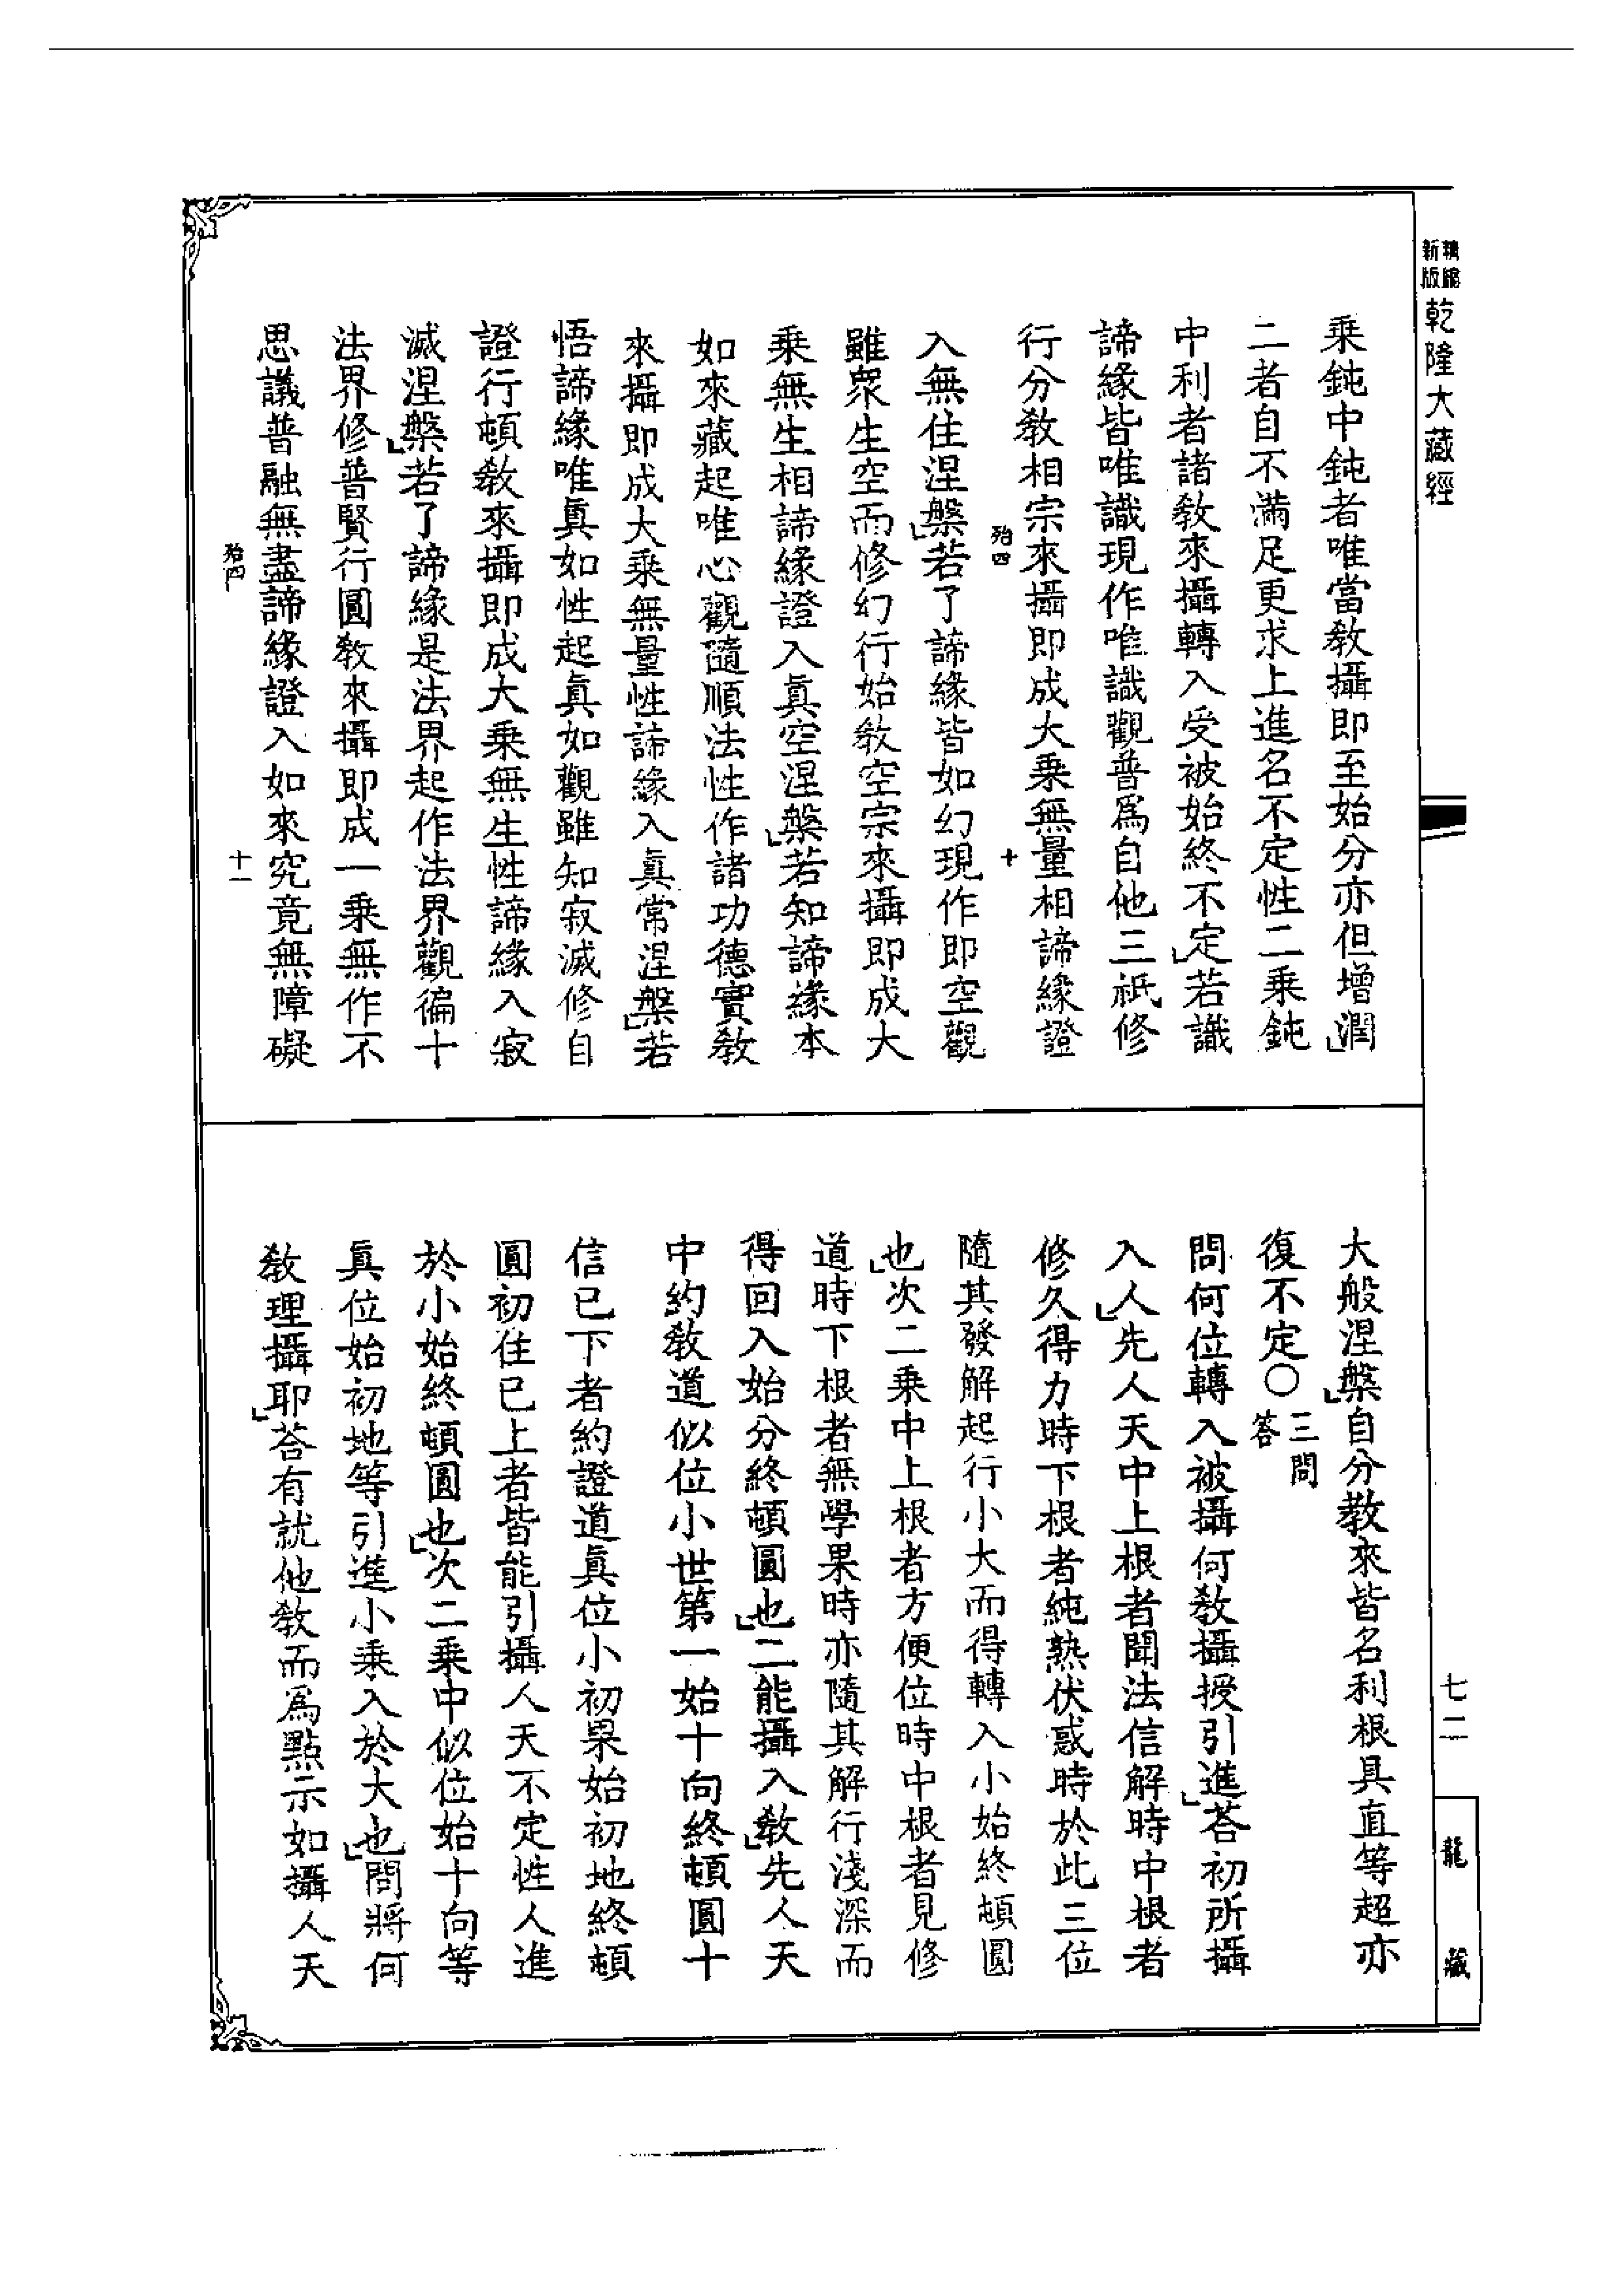 新編縮版乾隆大藏經
乘鈍中鈍者唯當敎攝即至始分亦但增潤
二者自不滿足更求上進名不定性二乘鈍
中利者諸敎來攝轉入受被始終不定若識
諦緣皆唯識現作唯識觀普爲自他三祇修
行分敎相宗來攝即成大乘無量相諦緣證
殆四
十
入無住涅槃若了諦緣皆如幻現作即空觀
雖衆生空而修幻行始敎空宗來攝即成大
乘無生相諦緣證入眞空涅槃若知諦緣本
如來藏起唯心觀隨順法性作諸功德實敎
來攝即成大乘無量性諦緣入眞常涅槃若
悟諦緣唯眞如性起眞如觀雖知寂滅修自
證行頓敎來攝即成大乘無生性諦緣入寂
滅涅槃若了諦緣是法界起作法界觀徧十
法界修普賢行圓敎來攝即成一乘無作不
思議普融無盡諦緣證入如來究竟無障礙
殆四
十一
大般涅槃自分教來皆名利根具直等超亦
復不定〇三問答
問何位轉入被攝何敎攝授引進荅初所攝
入人先人天中上根者聞法信解時中根者
修久得力時下根者純熟伏惑時於此三位
隨其發解起行小大而得轉入小始終頓圓
也次二乘中上根者方便位時中根者見修
道時下根者無學果時亦隨其解行淺深而
得回入始分終頓圓也二能攝入敎先人天
中約敎道似位小世第一始十向終頓圓十
信已下者約證道眞位小初果始初地終頓
圓初住已上者皆能引攝人天不定性人進
於小始終頓圓也次二乘中似位始十向等
眞位始初地等引進小乘入於大也問將何
敎理攝耶荅有就他敎而爲點示如攝人天
七二
龍藏